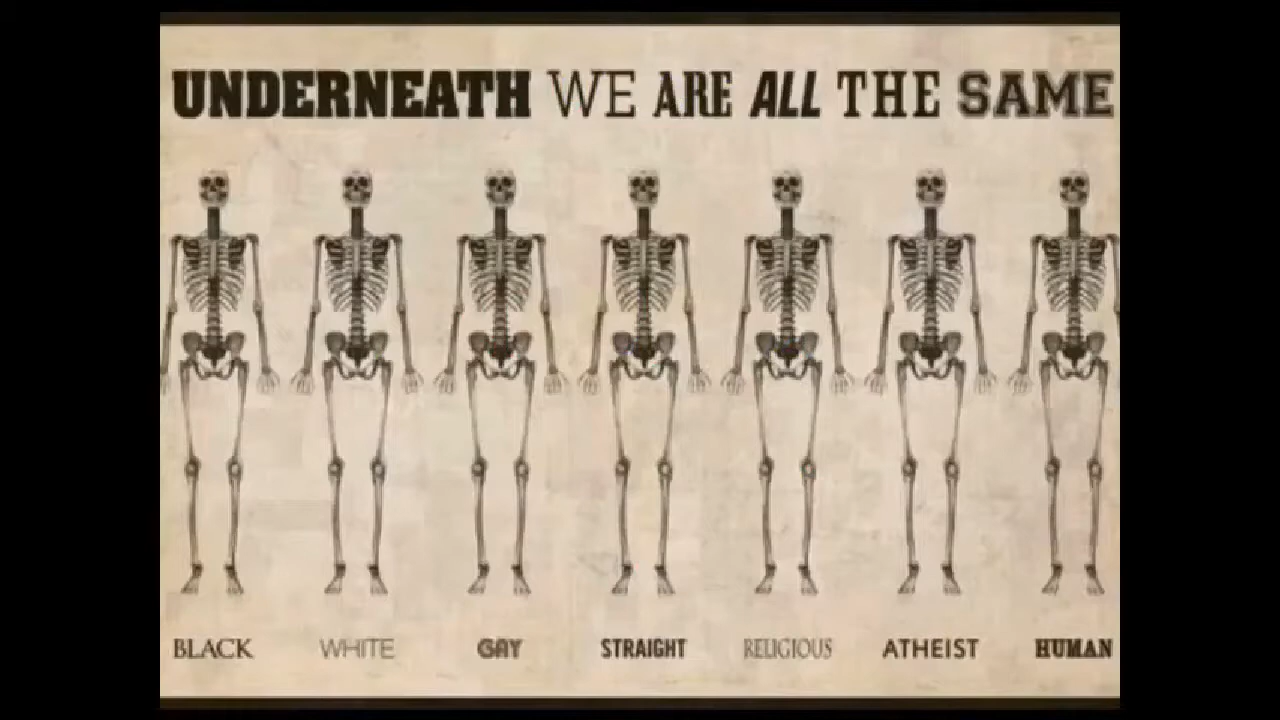 UNDERNEATH WE ARE ALL THE SAME
BLACK WHITE GAY STRAIGHT RELIGIOUS ATHEIST HUMAN